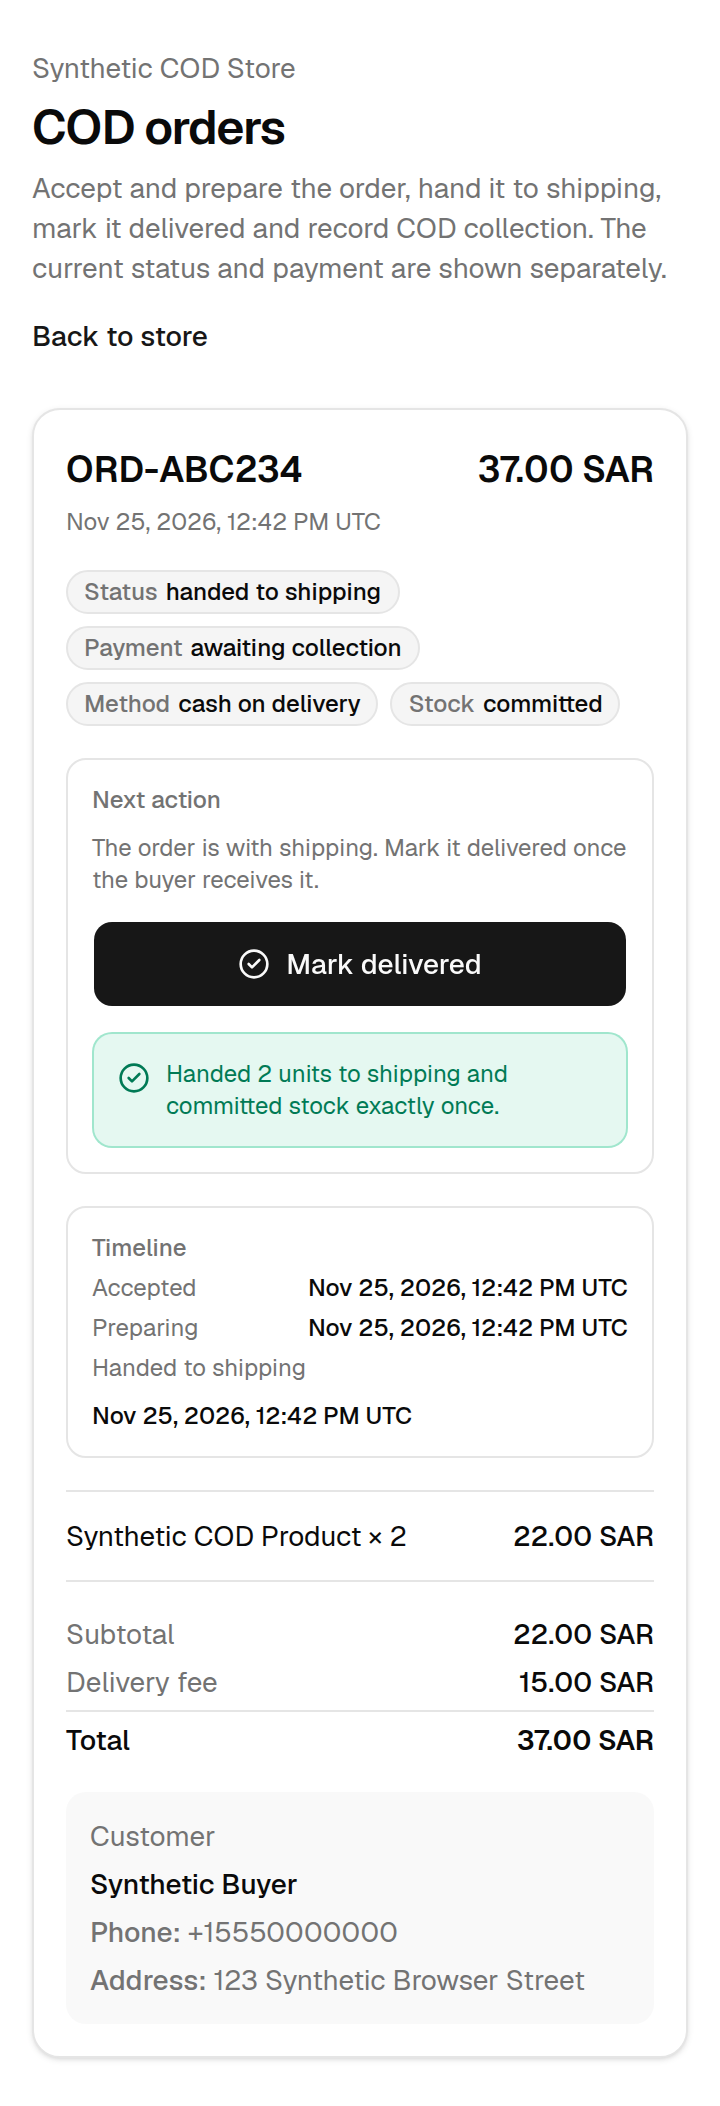 Synthetic COD Store
COD orders
Accept and prepare the order, hand it to shipping,
mark it delivered and record COD collection. The
current status and payment are shown separately.
Back to store
ORD-ABC234 37.00 SAR
Nov 25, 2026, 12:42 PM UTC
Status handed to shipping
Payment awaiting collection
Method cash on delivery Stock committed
Next action
The order is with shipping. Mark it delivered once
the buyer receives it.
Mark delivered
Handed 2 units to shipping and
committed stock exactly once.
Timeline
Accepted Nov 25, 2026, 12:42 PM UTC
Preparing Nov 25, 2026, 12:42 PM UTC
Handed to shipping
Nov 25, 2026, 12:42 PM UTC
Synthetic COD Product × 2 22.00 SAR
Subtotal 22.00 SAR
Delivery fee 15.00 SAR
Total 37.00 SAR
Customer
Synthetic Buyer
Phone: +15550000000
Address: 123 Synthetic Browser Street